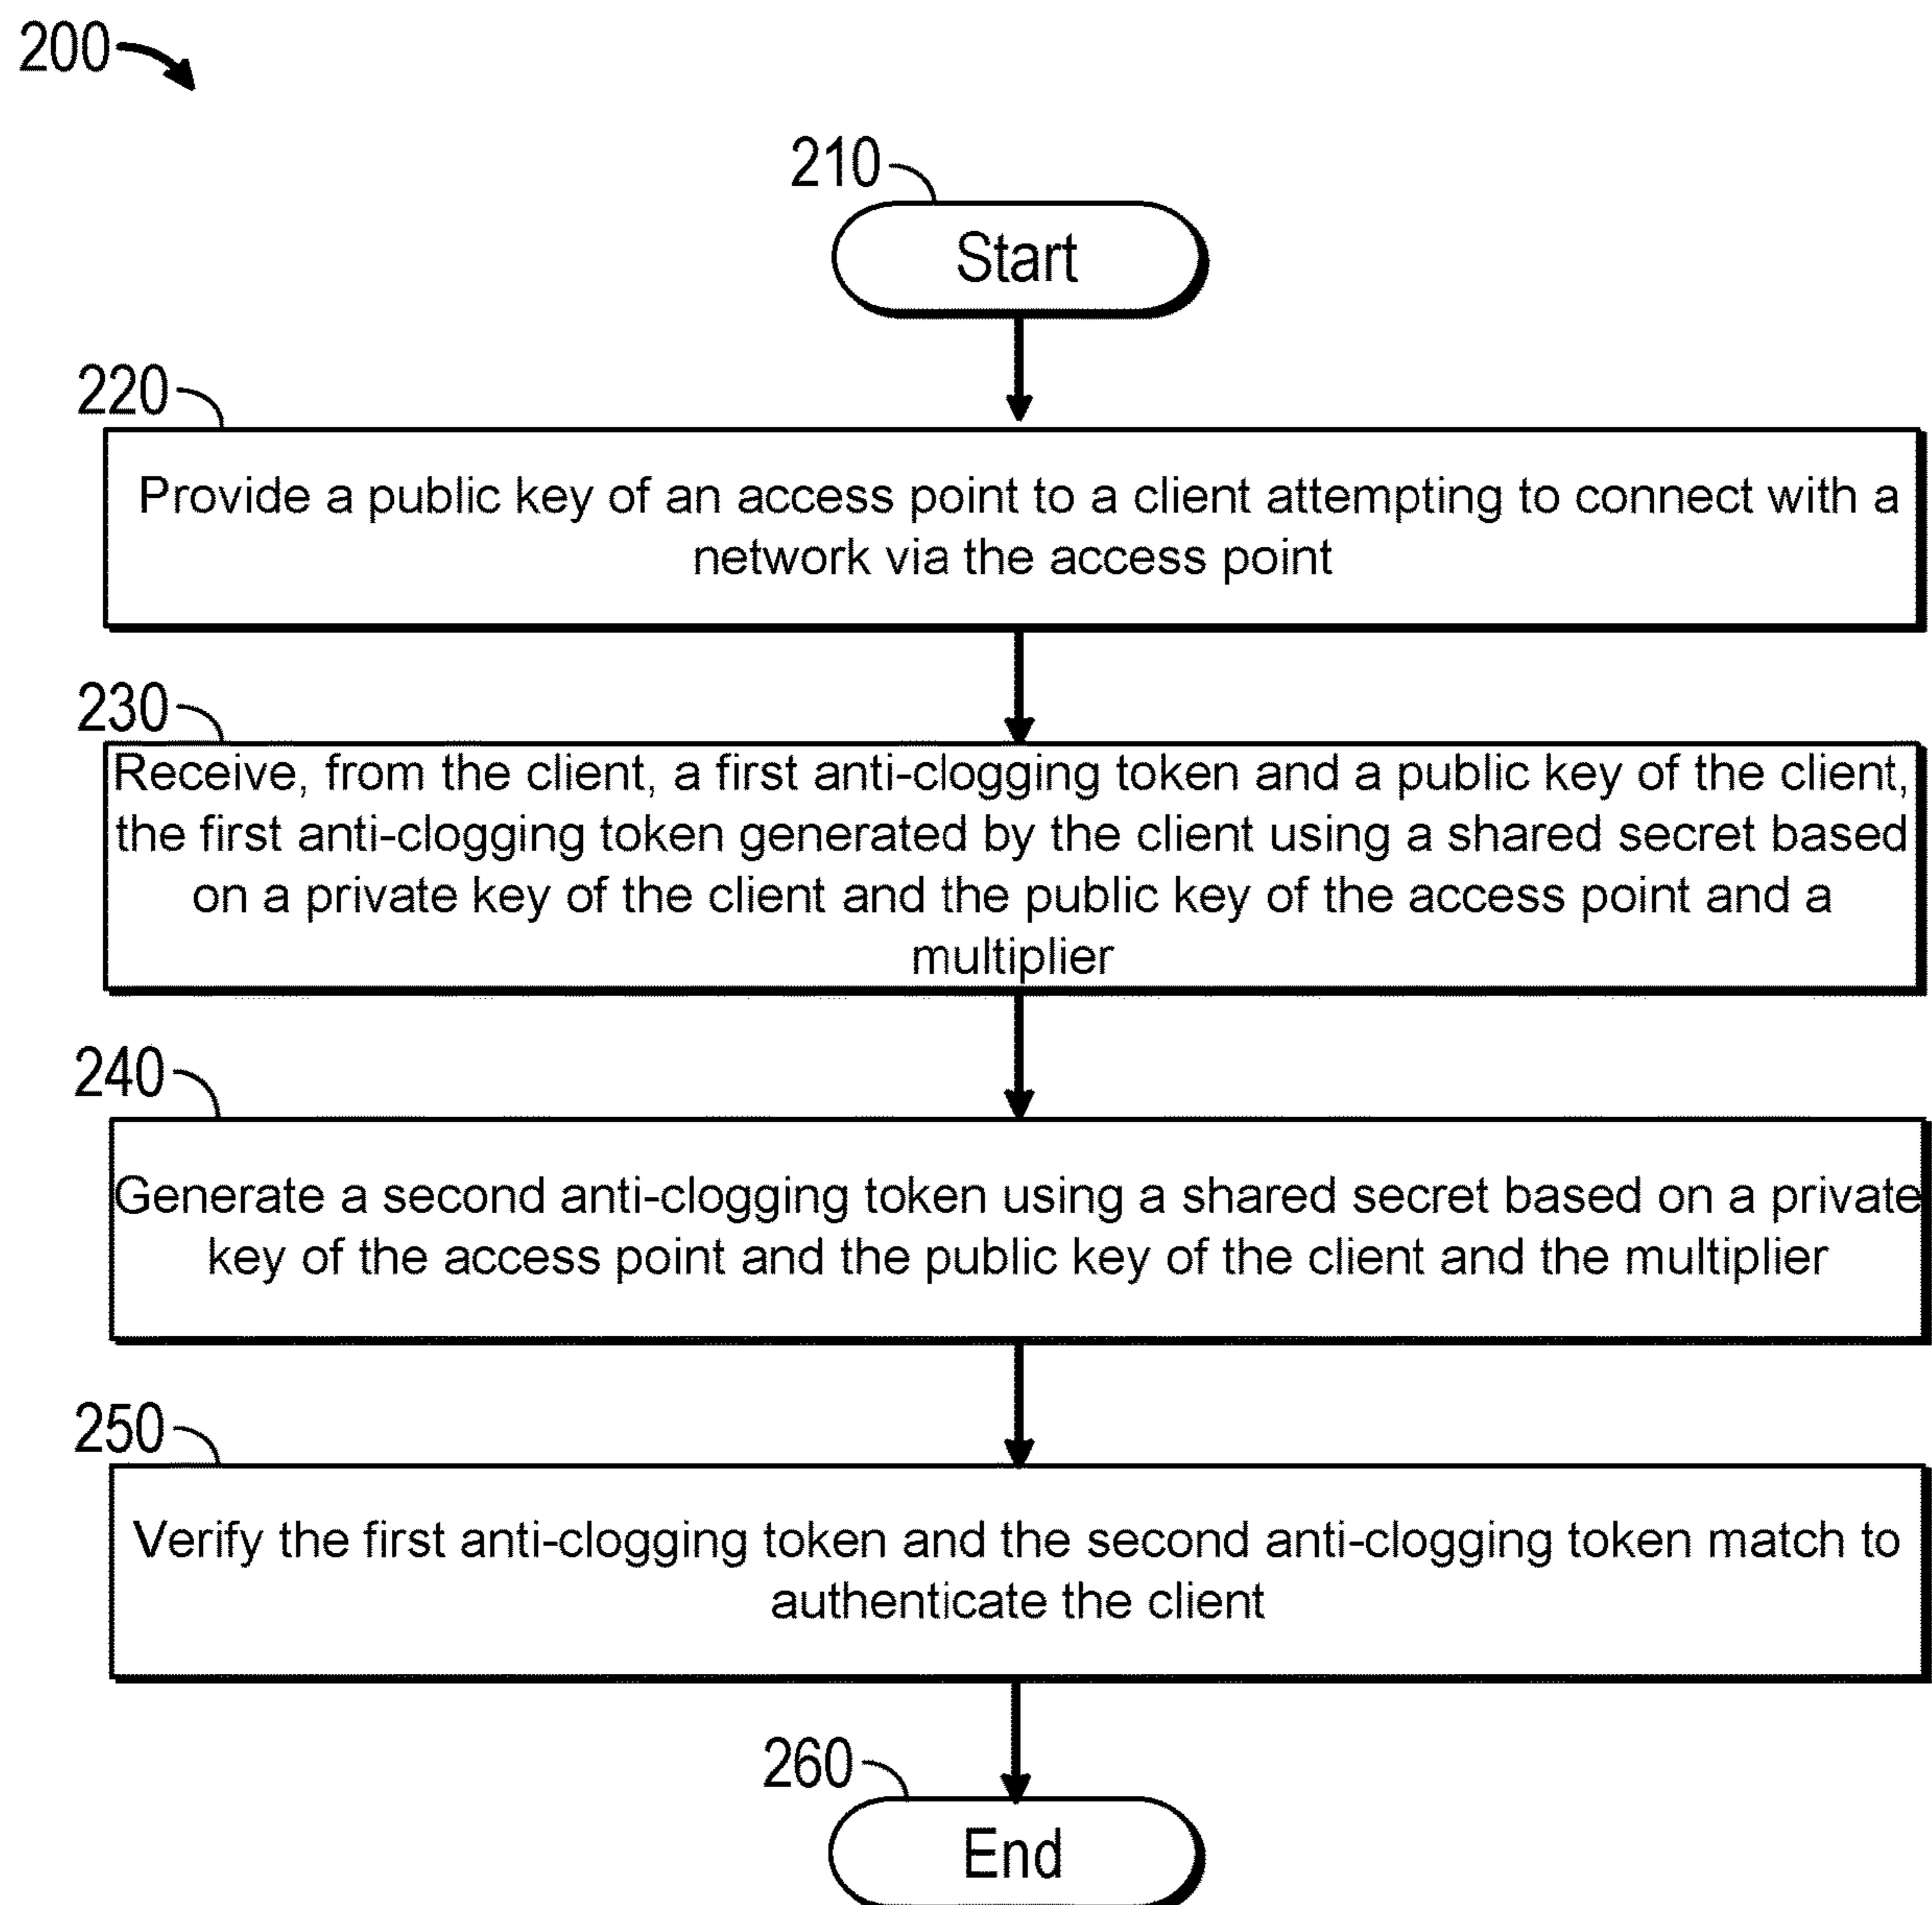 200
210
Start
220
Provide a public key of an access point to a client attempting to connect with a
network via the access point
230
Receive, from the client, a first anti-clogging token and a public key of the client,
the first anti-clogging token generated by the client using a shared secret based
on a private key of the client and the public key of the access point and a
multiplier
240
Generate a second anti-clogging token using a shared secret based on a private
key of the access point and the public key of the client and the multiplier
250
Verify the first anti-clogging token and the second anti-clogging token match to
authenticate the client
260
End